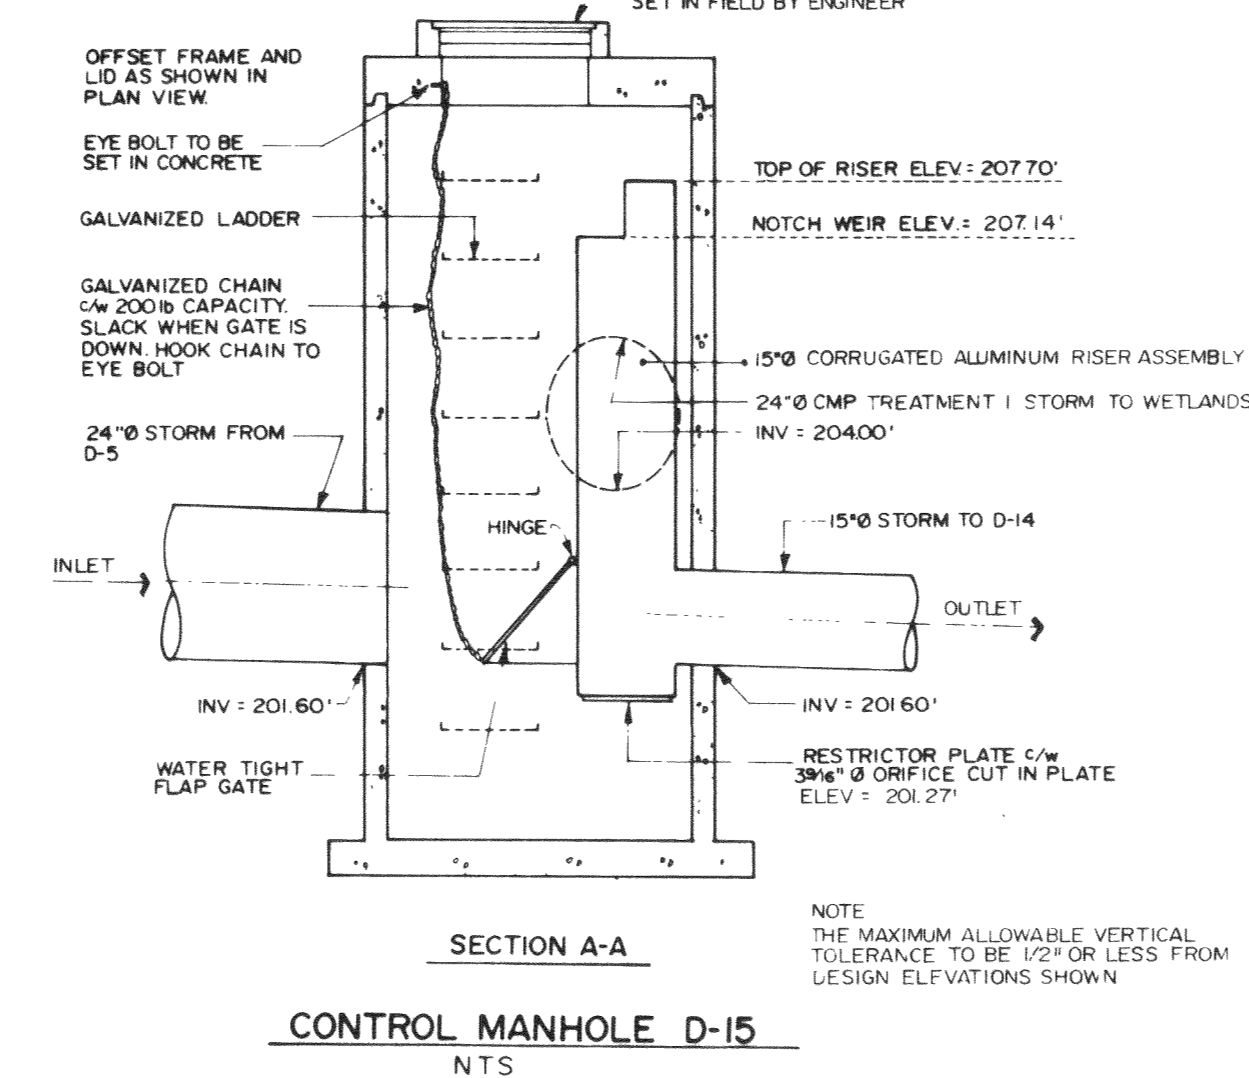 SET IN FIELD BY ENGINEER
OFFSET FRAME AND
LID AS SHOWN IN
PLAN VIEW.
EYE BOLT TO BE
SET IN CONCRETE
GALVANIZED LADDER
GALVANIZED CHAIN
c/w 200 lb CAPACITY.
SLACK WHEN GATE IS
DOWN. HOOK CHAIN TO
EYE BOLT
24"Ø STORM FROM
D-5
INLET
INV = 201.60'
WATER TIGHT
FLAP GATE
HINGE
TOP OF RISER ELEV.= 207.70'
NOTCH WEIR ELEV.= 207.14'
15"Ø CORRUGATED ALUMINUM RISER ASSEMBLY
24"Ø CMP TREATMENT 1 STORM TO WETLANDS
INV = 204.00'
15"Ø STORM TO D-14
OUTLET
INV = 201.60'
RESTRICTOR PLATE c/w
3 9/16" Ø ORIFICE CUT IN PLATE
ELEV = 201.27'
NOTE
THE MAXIMUM ALLOWABLE VERTICAL
TOLERANCE TO BE 1/2" OR LESS FROM
DESIGN ELEVATIONS SHOWN
SECTION A-A
CONTROL MANHOLE D-15
NTS